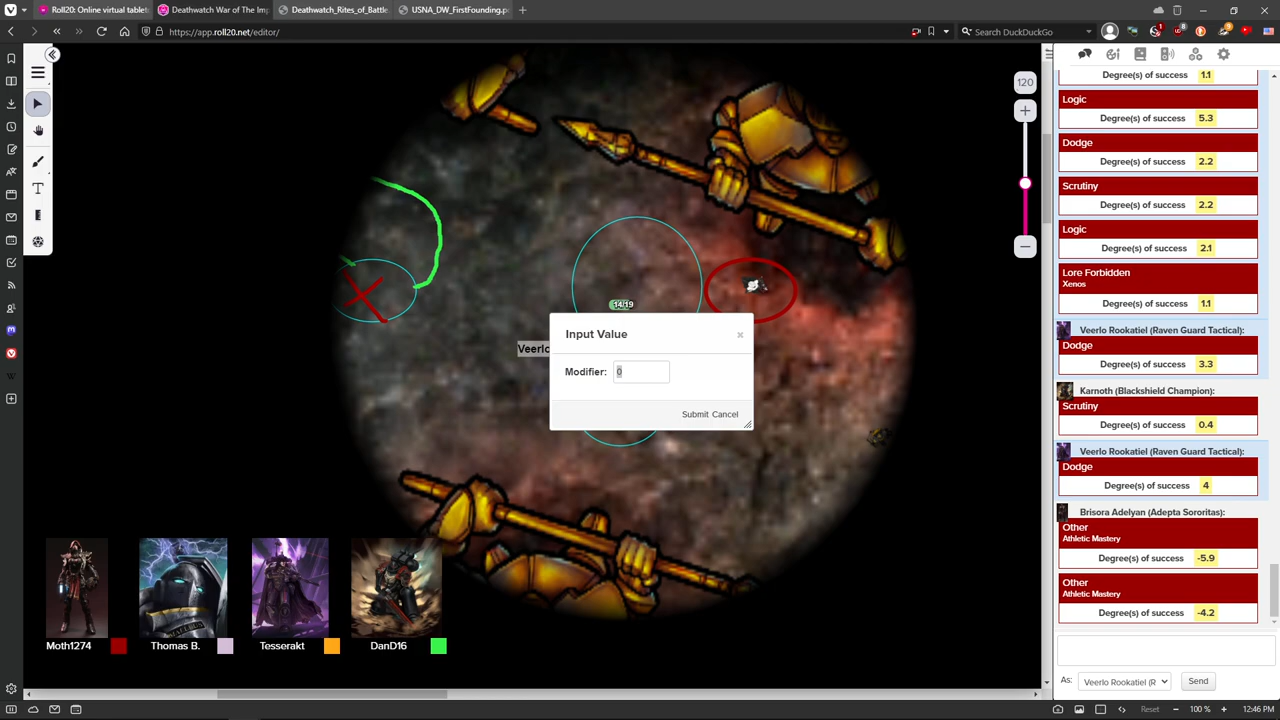 Roll20: Online virtual tablet
Deathwatch War of The Imp
Deathwatch_Rites_of_Battle
USNA_DW_FirstFounding.p
https://app.roll20.net/editor/
Search DuckDuckGo
120
14:19
Veerlo
Input Value
Modifier: 0
Submit Cancel
Moth1274
Thomas B.
Tesserakt
DanD16
Degree(s) of success 1.1
Logic
Degree(s) of success 5.3
Dodge
Degree(s) of success 2.2
Scrutiny
Degree(s) of success 2.2
Logic
Degree(s) of success 2.1
Lore Forbidden
Xenos
Degree(s) of success 1.1
Veerlo Rookatiel (Raven Guard Tactical):
Dodge
Degree(s) of success 3.3
Karnoth (Blackshield Champion):
Scrutiny
Degree(s) of success 0.4
Veerlo Rookatiel (Raven Guard Tactical):
Dodge
Degree(s) of success 4
Brisora Adelyan (Adepta Sororitas):
Other
Athletic Mastery
Degree(s) of success -5.9
Other
Athletic Mastery
Degree(s) of success -4.2
As: Veerlo Rookatiel (R
Send
Reset 100 % 12:46 PM